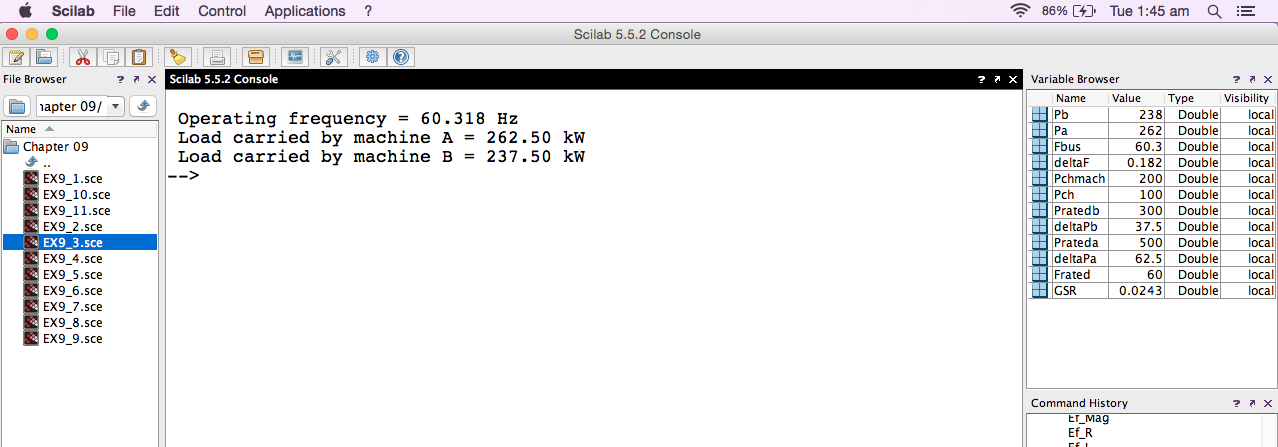 Scilab File Edit Control Applications ? 86% Tue 1:45 am
Scilab 5.5.2 Console
File Browser ? Scilab 5.5.2 Console ? Variable Browser ?
hapter 09/
Name
Chapter 09
..
EX9_1.sce
EX9_10.sce
EX9_11.sce
EX9_2.sce
EX9_3.sce
EX9_4.sce
EX9_5.sce
EX9_6.sce
EX9_7.sce
EX9_8.sce
EX9_9.sce
Operating frequency = 60.318 Hz
Load carried by machine A = 262.50 kW
Load carried by machine B = 237.50 kW
-->
Name Value Type Visibility
Pb 238 Double local
Pa 262 Double local
Fbus 60.3 Double local
deltaF 0.182 Double local
Pchmach 200 Double local
Pch 100 Double local
Pratedb 300 Double local
deltaPb 37.5 Double local
Prateda 500 Double local
deltaPa 62.5 Double local
Frated 60 Double local
GSR 0.0243 Double local
Command History ?
Ef_Mag
Ef_R